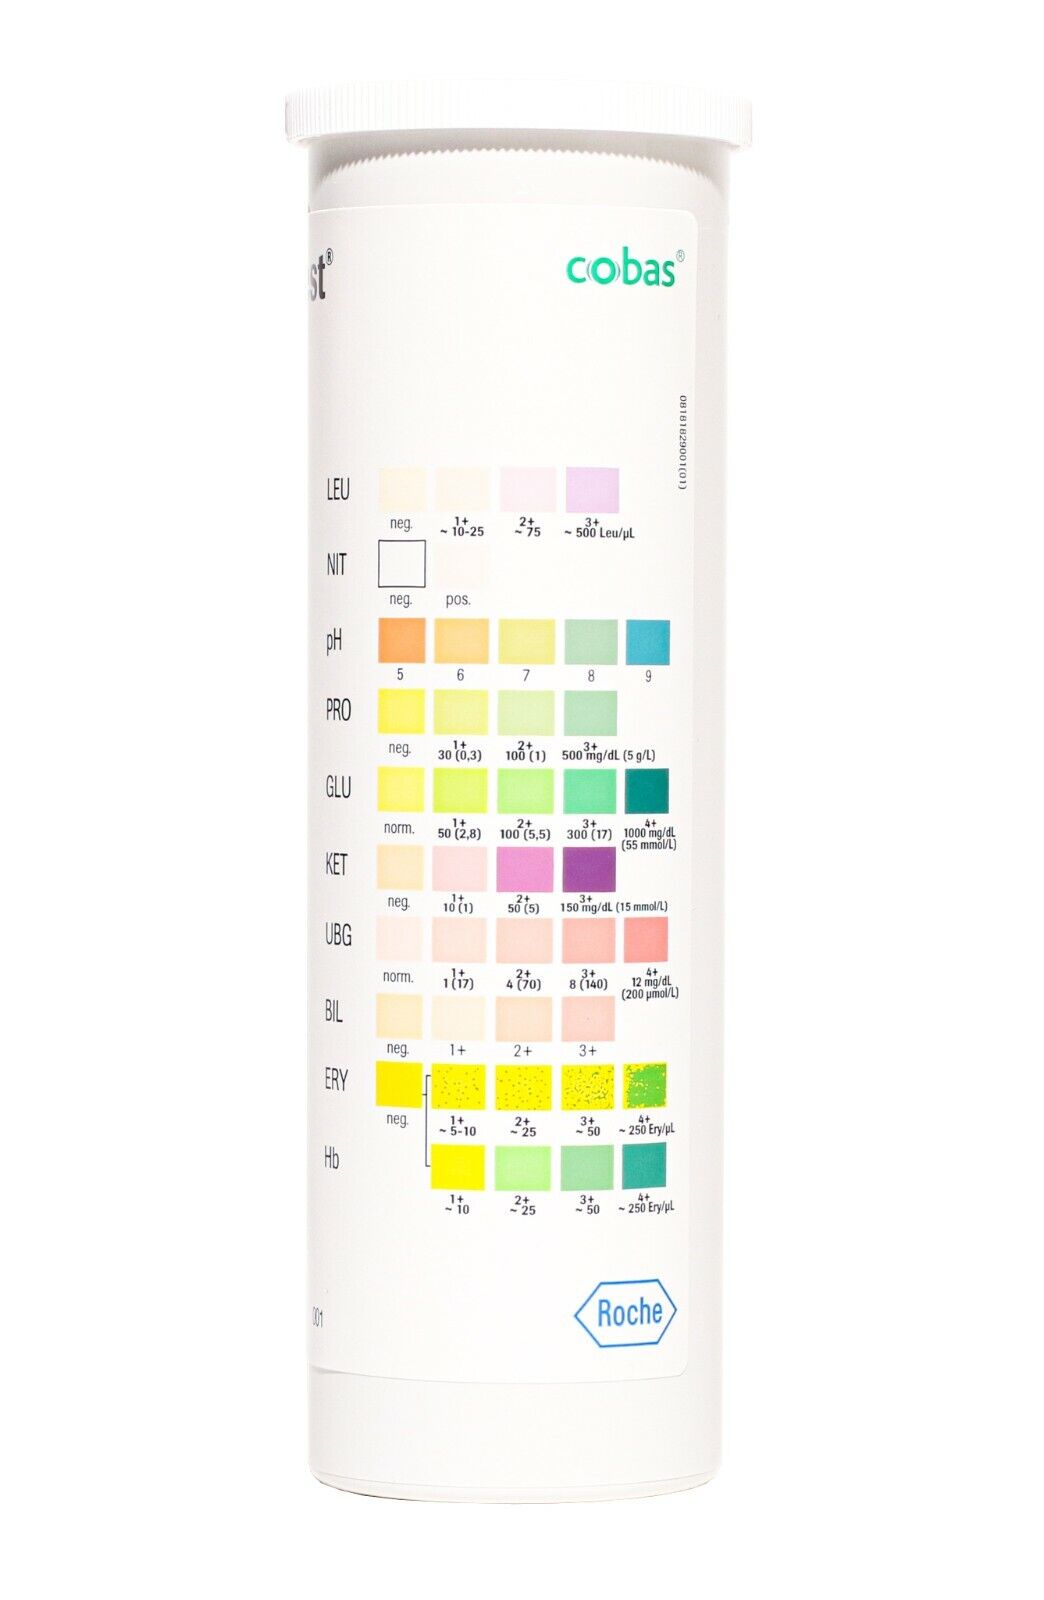 st®
cobas®
08181829001(01)
LEU
neg. 1+ 2+ 3+
~ 10-25 ~ 75 ~ 500 Leu/µL
NIT
neg. pos.
pH
5 6 7 8 9
PRO
neg. 1+ 2+ 3+
30 (0,3) 100 (1) 500 mg/dL (5 g/L)
GLU
norm. 1+ 2+ 3+ 4+
50 (2,8) 100 (5,5) 300 (17) 1000 mg/dL
(55 mmol/L)
KET
neg. 1+ 2+ 3+
10 (1) 50 (5) 150 mg/dL (15 mmol/L)
UBG
norm. 1+ 2+ 3+ 4+
1 (17) 4 (70) 8 (140) 12 mg/dL
(200 µmol/L)
BIL
neg. 1+ 2+ 3+
ERY
neg. 1+ 2+ 3+ 4+
~ 5-10 ~ 25 ~ 50 ~ 250 Ery/µL
Hb
1+ 2+ 3+ 4+
~ 10 ~ 25 ~ 50 ~ 250 Ery/µL
001
Roche